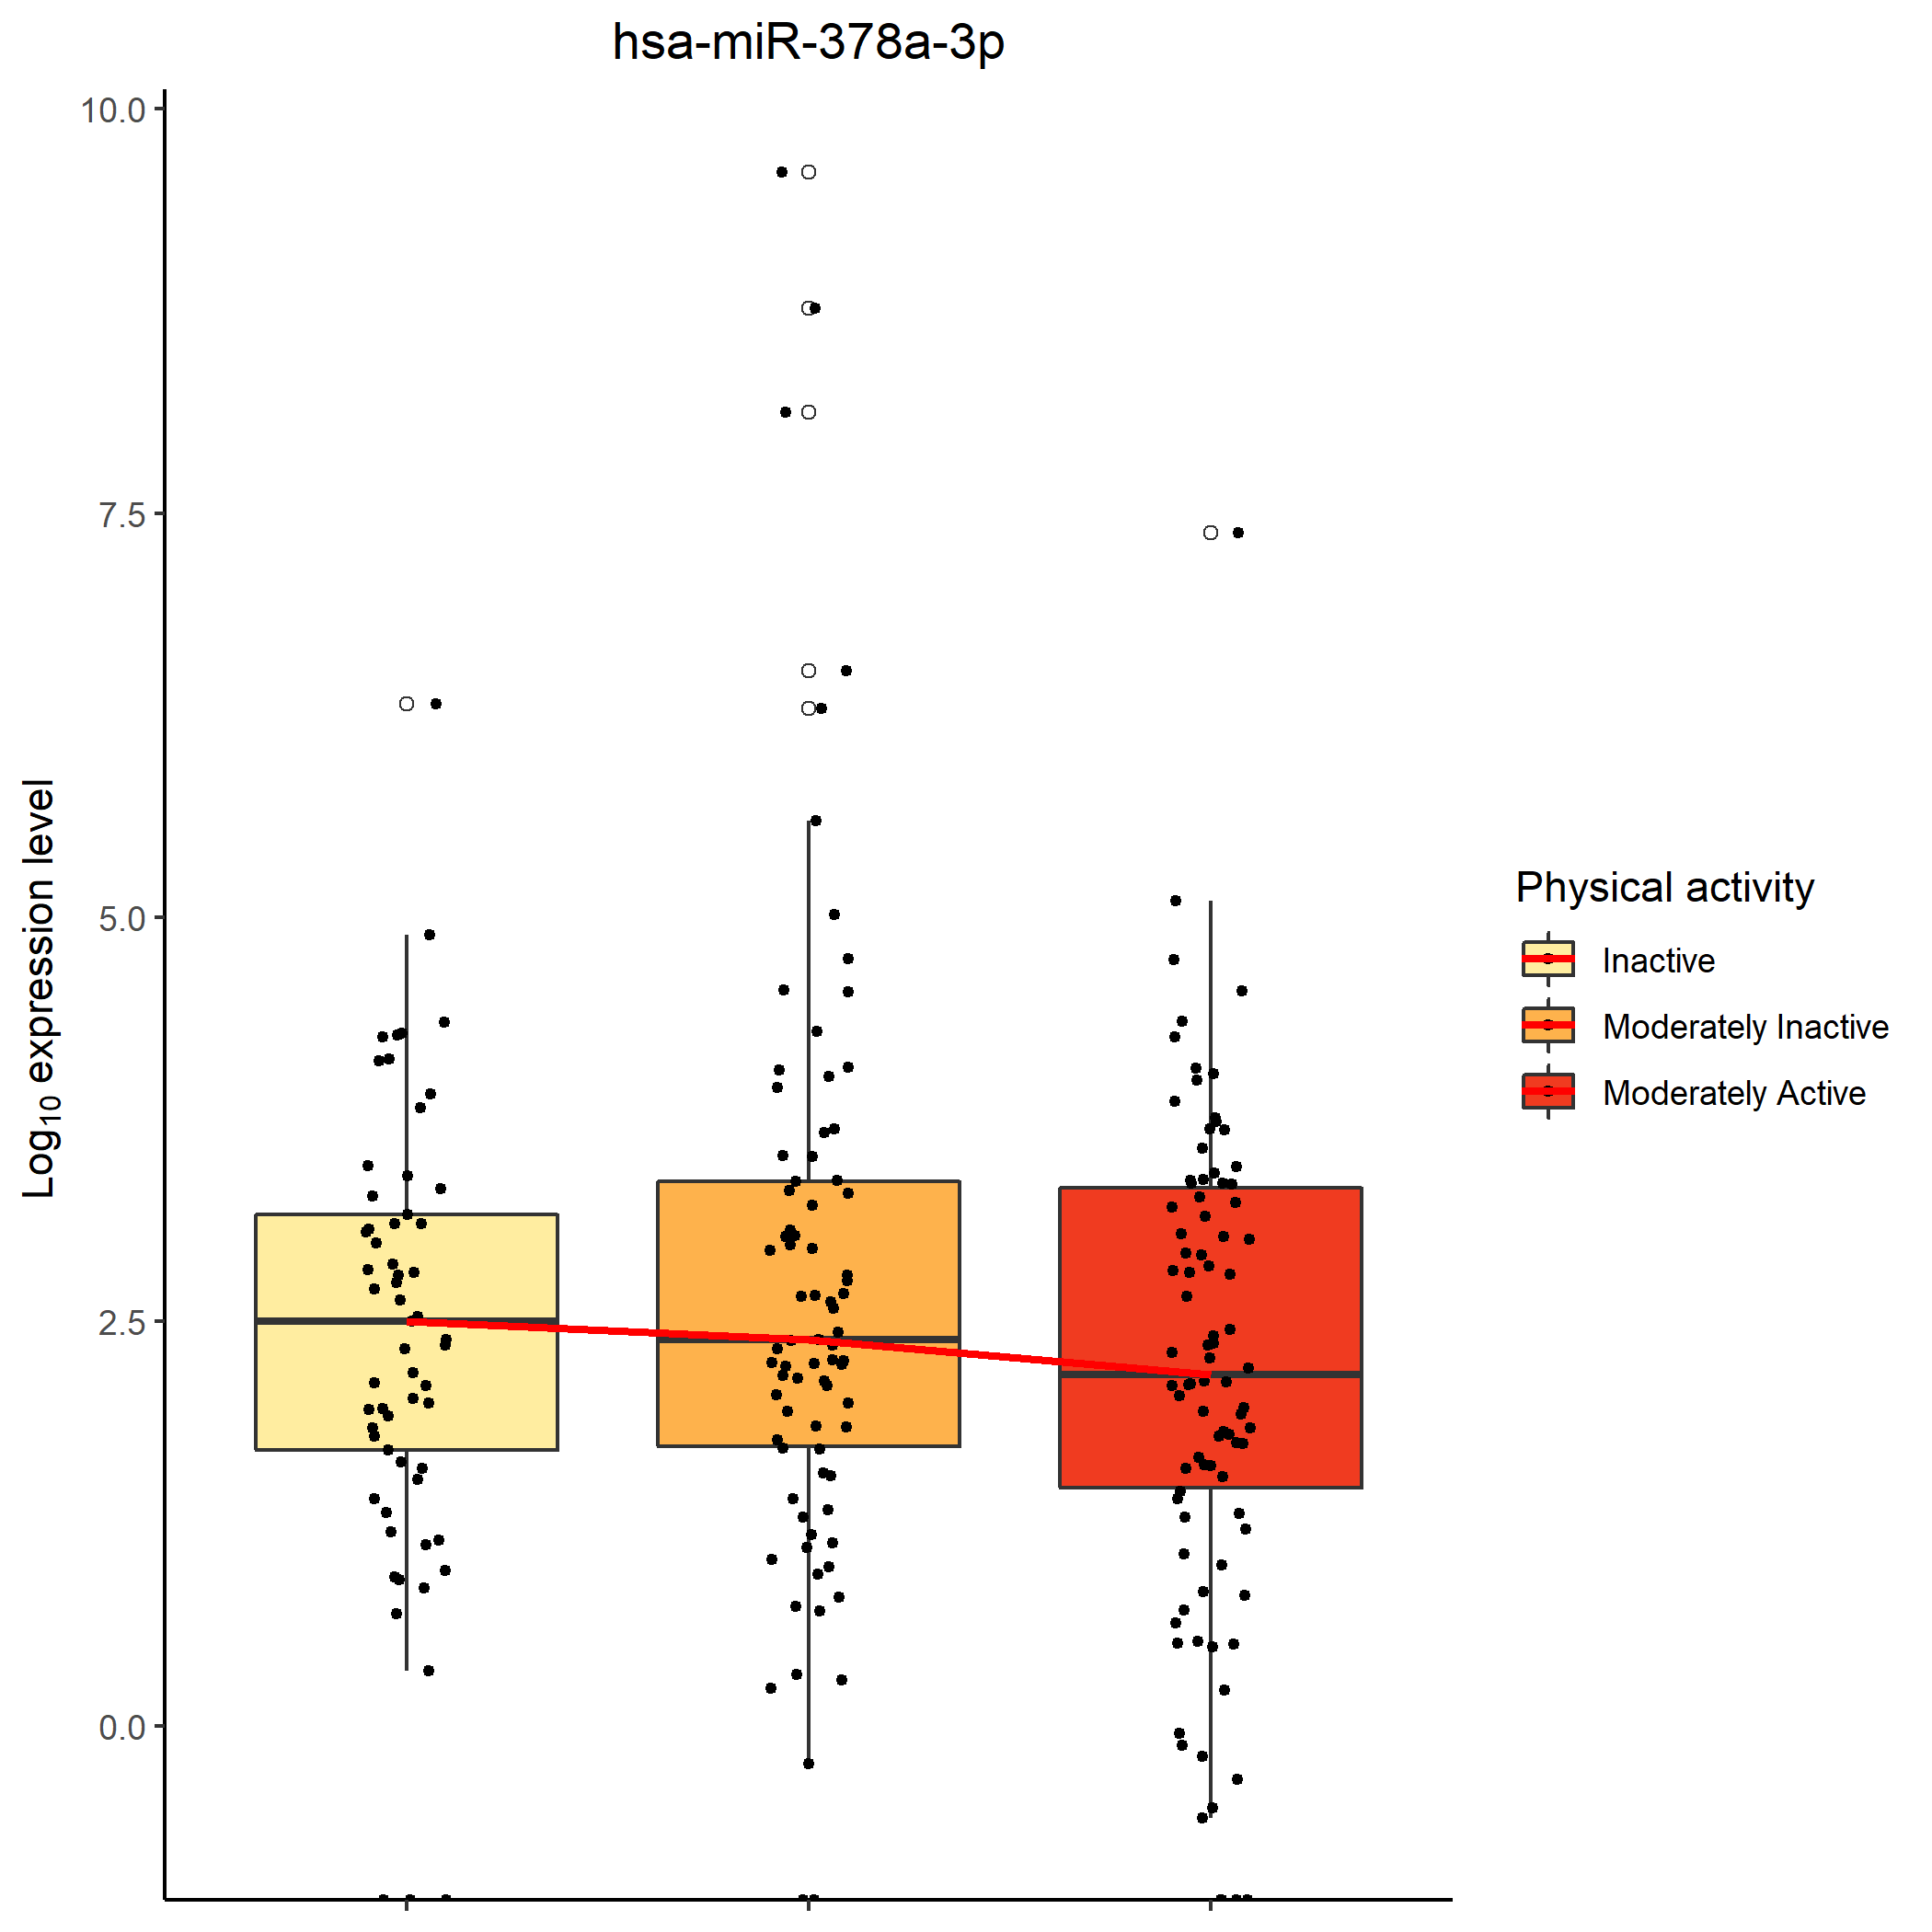 hsa-miR-378a-3p
10.0
7.5
5.0
2.5
0.0
Log₁₀ expression level
Physical activity
Inactive
Moderately Inactive
Moderately Active